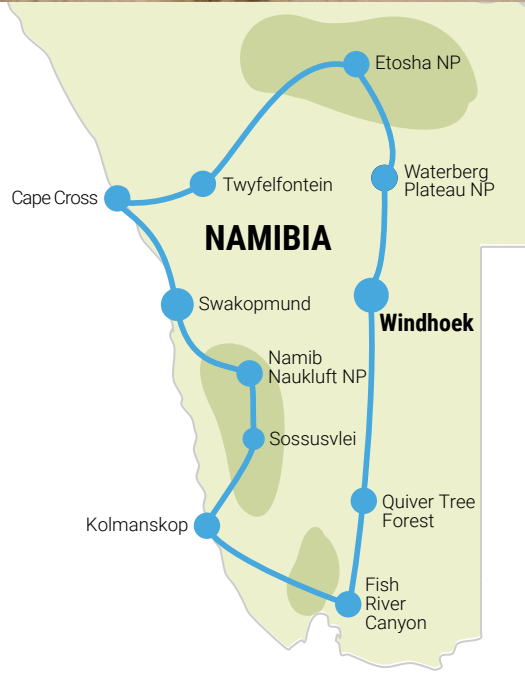 Etosha NP
Waterberg
Plateau NP
Twyfelfontein
Cape Cross
NAMIBIA
Swakopmund
Windhoek
Namib
Naukluft NP
Sossusvlei
Quiver Tree
Forest
Kolmanskop
Fish
River
Canyon